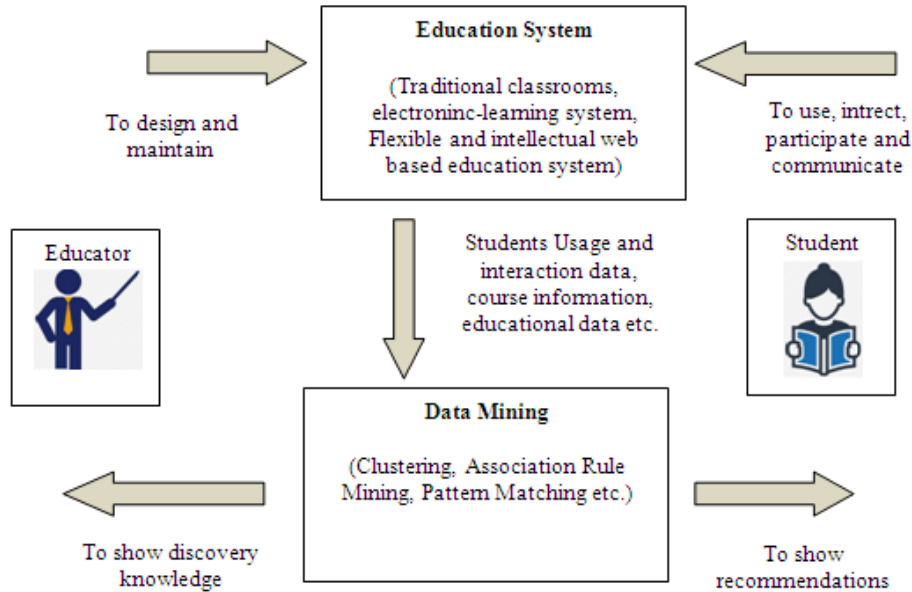 Education System
(Traditional classrooms,
electroninc-learning system,
Flexible and intellectual web
based education system)
To design and
maintain
To use, intrect,
participate and
communicate
Educator
Students Usage and
interaction data,
course information,
educational data etc.
Student
Data Mining
(Clustering, Association Rule
Mining, Pattern Matching etc.)
To show discovery
knowledge
To show
recommendations